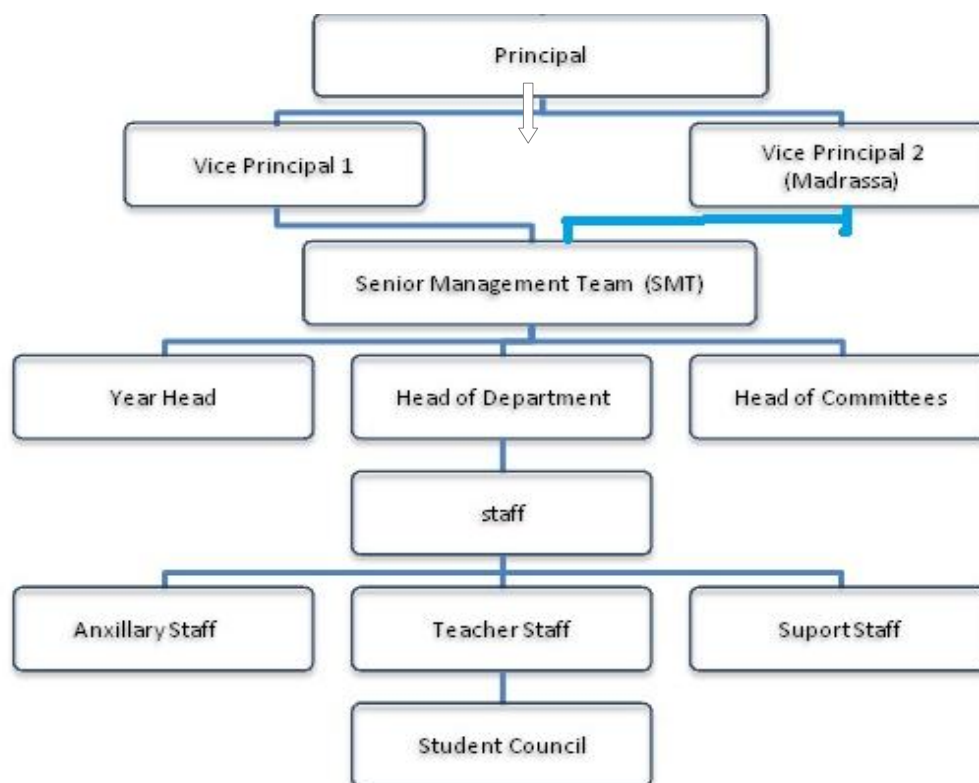 Principal
Vice Principal 1
Vice Principal 2
(Madrassa)
Senior Management Team (SMT)
Year Head
Head of Department
Head of Committees
staff
Anxillary Staff
Teacher Staff
Suport Staff
Student Council